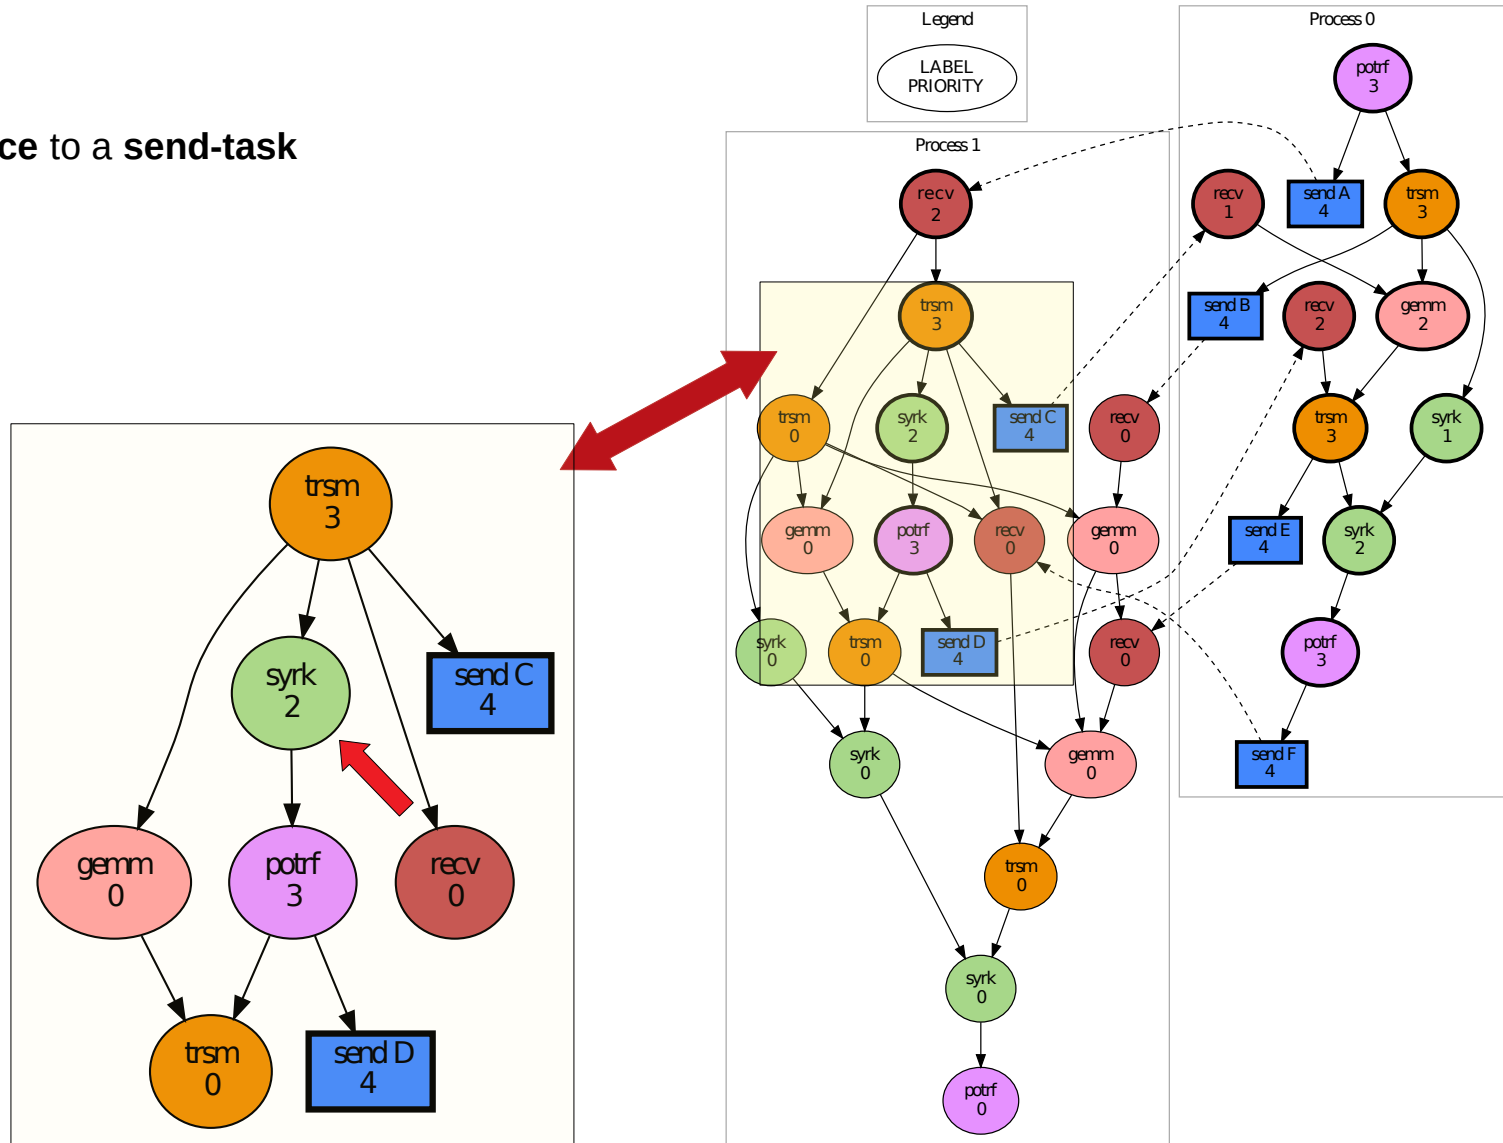 ce to a send-task
Legend
LABEL
PRIORITY
Process 1
recv
2
trsm
3
trsm
0
syrk
2
send C
4
recv
0
gemm
0
potrf
3
recv
0
gemm
0
syrk
0
trsm
0
send D
4
recv
0
syrk
0
gemm
0
trsm
0
syrk
0
potrf
0
Process 0
potrf
3
recv
1
send A
4
trsm
3
send B
4
recv
2
gemm
2
trsm
3
syrk
1
send E
4
syrk
2
potrf
3
send F
4
trsm
3
syrk
2
send C
4
gemm
0
potrf
3
recv
0
trsm
0
send D
4